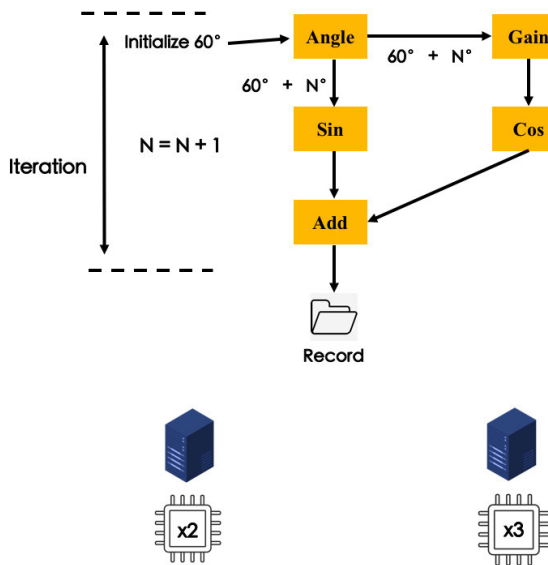 Initialize 60°
Angle
Gain
60° + N°
60° + N°
Sin
Cos
N = N + 1
Iteration
Add
Record
x2
x3